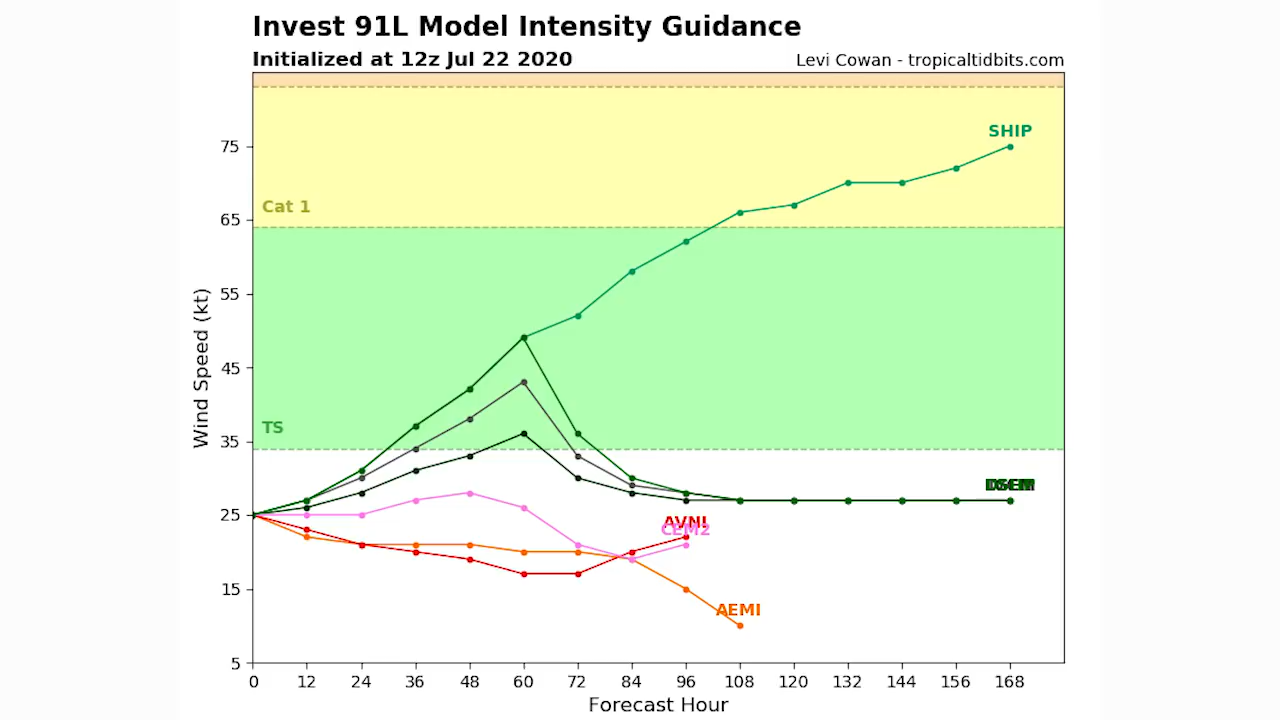 Invest 91L Model Intensity Guidance
Initialized at 12z Jul 22 2020
Levi Cowan - tropicaltidbits.com
SHIP
75
Cat 1
65
55
Wind Speed (kt)
45
TS
35
25
AVNI
CEM2
15
AEMI
5
0 12 24 36 48 60 72 84 96 108 120 132 144 156 168
Forecast Hour